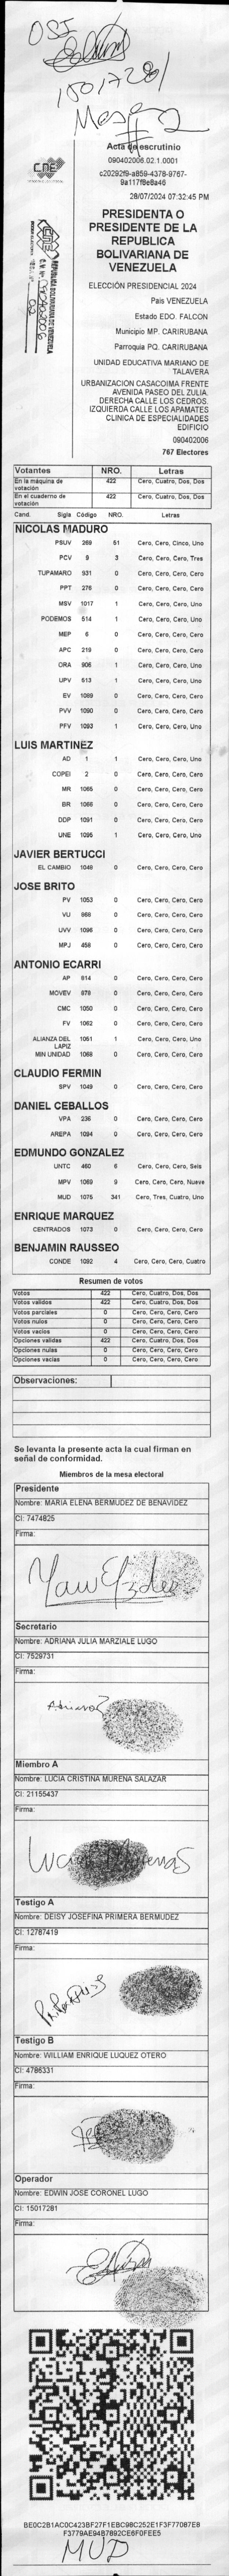 OSI
15017281
Mesa
# 2
CNE
Acta de escrutinio
090402006.02.1.0001
c20292f9-a859-4378-9767-
9a117f8e8a46
28/07/2024 07:32:45 PM
PRESIDENTA O
PRESIDENTE DE LA
REPUBLICA
BOLIVARIANA DE
VENEZUELA
ELECCIÓN PRESIDENCIAL 2024
Pais VENEZUELA
Estado EDO. FALCON
Municipio MP. CARIRUBANA
Parroquia PQ. CARIRUBANA
UNIDAD EDUCATIVA MARIANO DE
TALAVERA
URBANIZACION CASACOIMA FRENTE
AVENIDA PASEO DEL ZULIA.
DERECHA CALLE LOS CEDROS.
IZQUIERDA CALLE LOS APAMATES
CLINICA DE ESPECIALIDADES
EDIFICIO
090402006
767 Electores
Votantes NRO. Letras
En la máquina de votación 422 Cero, Cuatro, Dos, Dos
En el cuaderno de votación 422 Cero, Cuatro, Dos, Dos
Cand. Sigla Código NRO. Letras
NICOLAS MADURO
PSUV 269 51 Cero, Cero, Cinco, Uno
PCV 9 3 Cero, Cero, Cero, Tres
TUPAMARO 931 0 Cero, Cero, Cero, Cero
PPT 276 0 Cero, Cero, Cero, Cero
MSV 1017 1 Cero, Cero, Cero, Uno
PODEMOS 514 1 Cero, Cero, Cero, Uno
MEP 6 0 Cero, Cero, Cero, Cero
APC 219 0 Cero, Cero, Cero, Cero
ORA 906 1 Cero, Cero, Cero, Uno
UPV 513 1 Cero, Cero, Cero, Uno
EV 1089 0 Cero, Cero, Cero, Cero
PVV 1090 0 Cero, Cero, Cero, Cero
PFV 1093 1 Cero, Cero, Cero, Uno
LUIS MARTINEZ
AD 1 1 Cero, Cero, Cero, Uno
COPEI 2 0 Cero, Cero, Cero, Cero
MR 1065 0 Cero, Cero, Cero, Cero
BR 1066 0 Cero, Cero, Cero, Cero
DDP 1091 0 Cero, Cero, Cero, Cero
UNE 1095 1 Cero, Cero, Cero, Uno
JAVIER BERTUCCI
EL CAMBIO 1048 0 Cero, Cero, Cero, Cero
JOSE BRITO
PV 1053 0 Cero, Cero, Cero, Cero
VU 968 0 Cero, Cero, Cero, Cero
UVV 1096 0 Cero, Cero, Cero, Cero
MPJ 458 0 Cero, Cero, Cero, Cero
ANTONIO ECARRI
AP 814 0 Cero, Cero, Cero, Cero
MOVEV 679 0 Cero, Cero, Cero, Cero
CMC 1050 0 Cero, Cero, Cero, Cero
FV 1062 0 Cero, Cero, Cero, Cero
ALIANZA DEL LAPIZ 1051 1 Cero, Cero, Cero, Uno
MIN UNIDAD 1068 0 Cero, Cero, Cero, Cero
CLAUDIO FERMIN
SPV 1049 0 Cero, Cero, Cero, Cero
DANIEL CEBALLOS
VPA 236 0 Cero, Cero, Cero, Cero
AREPA 1094 0 Cero, Cero, Cero, Cero
EDMUNDO GONZALEZ
UNTC 460 6 Cero, Cero, Cero, Seis
MPV 1069 9 Cero, Cero, Cero, Nueve
MUD 1075 341 Cero, Tres, Cuatro, Uno
ENRIQUE MARQUEZ
CENTRADOS 1073 0 Cero, Cero, Cero, Cero
BENJAMIN RAUSSEO
CONDE 1092 4 Cero, Cero, Cero, Cuatro
Resumen de votos
Votos 422 Cero, Cuatro, Dos, Dos
Votos validos 422 Cero, Cuatro, Dos, Dos
Votos parciales 0 Cero, Cero, Cero, Cero
Votos nulos 0 Cero, Cero, Cero, Cero
Votos vacios 0 Cero, Cero, Cero, Cero
Opciones validas 422 Cero, Cuatro, Dos, Dos
Opciones nulas 0 Cero, Cero, Cero, Cero
Opciones vacias 0 Cero, Cero, Cero, Cero
Observaciones:
Se levanta la presente acta la cual firman en
señal de conformidad.
Miembros de la mesa electoral
Presidente
Nombre: MARIA ELENA BERMUDEZ DE BENAVIDEZ
CI: 7474825
Firma:
Secretario
Nombre: ADRIANA JULIA MARZIALE LUGO
CI: 7529731
Firma:
Miembro A
Nombre: LUCIA CRISTINA MURENA SALAZAR
CI: 21155437
Firma:
Testigo A
Nombre: DEISY JOSEFINA PRIMERA BERMUDEZ
CI: 12787419
Firma:
Testigo B
Nombre: WILLIAM ENRIQUE LUQUEZ OTERO
CI: 4786331
Firma:
Operador
Nombre: EDWIN JOSE CORONEL LUGO
CI: 15017281
Firma:
BE0C2B1AC0C423BF27F1EBC98C252E1F3F77087E8
F3779AE94B7892CE6F0FEE5
MUD